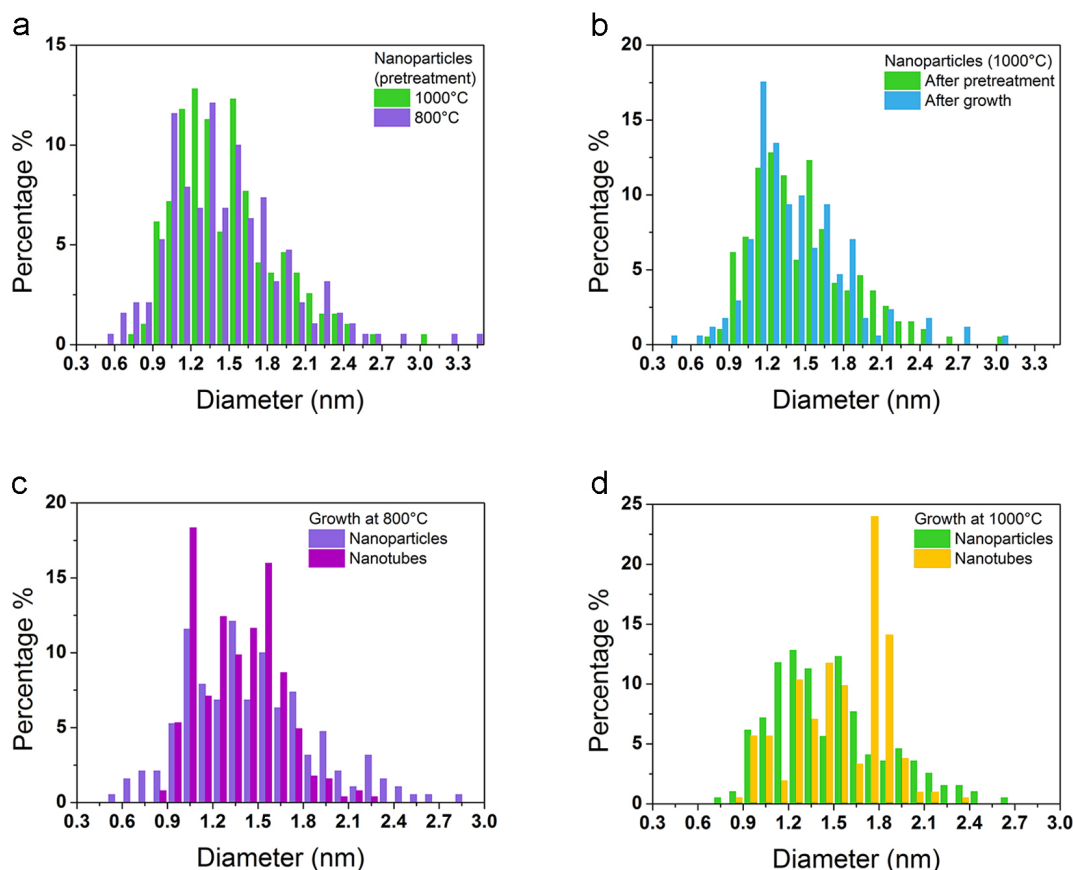 a
15
10
5
0
Percentage %
Nanoparticles
(pretreatment)
1000°C
800°C
0.3 0.6 0.9 1.2 1.5 1.8 2.1 2.4 2.7 3.0 3.3
Diameter (nm)
b
20
15
10
5
0
Percentage %
Nanoparticles (1000°C)
After pretreatment
After growth
0.3 0.6 0.9 1.2 1.5 1.8 2.1 2.4 2.7 3.0 3.3
Diameter (nm)
c
20
15
10
5
0
Percentage %
Growth at 800°C
Nanoparticles
Nanotubes
0.3 0.6 0.9 1.2 1.5 1.8 2.1 2.4 2.7 3.0
Diameter (nm)
d
25
20
15
10
5
0
Percentage %
Growth at 1000°C
Nanoparticles
Nanotubes
0.3 0.6 0.9 1.2 1.5 1.8 2.1 2.4 2.7 3.0
Diameter (nm)